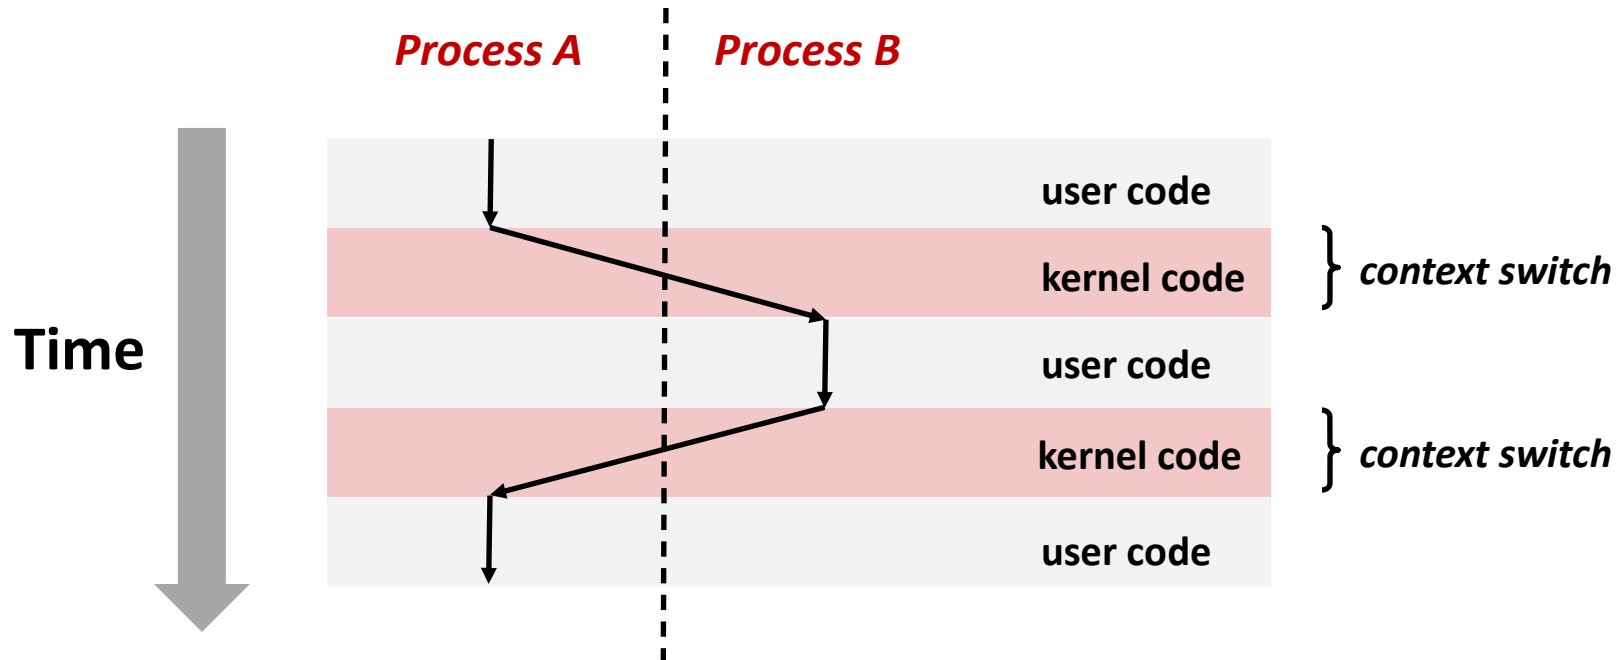 Process A
Process B
user code
kernel code
context switch
Time
user code
kernel code
context switch
user code